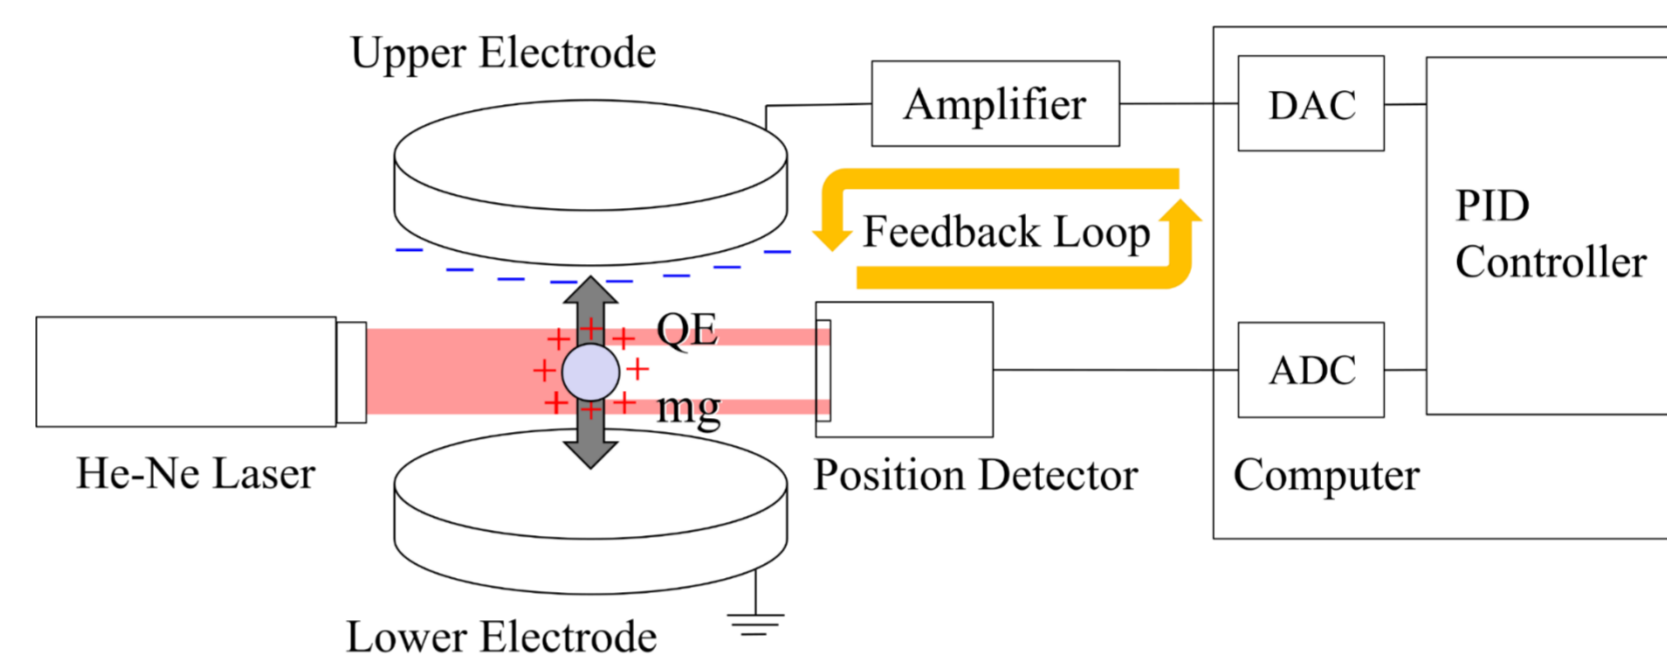 Upper Electrode
Amplifier
DAC
PID
Controller
Feedback Loop
QE
mg
ADC
He-Ne Laser
Position Detector
Computer
Lower Electrode